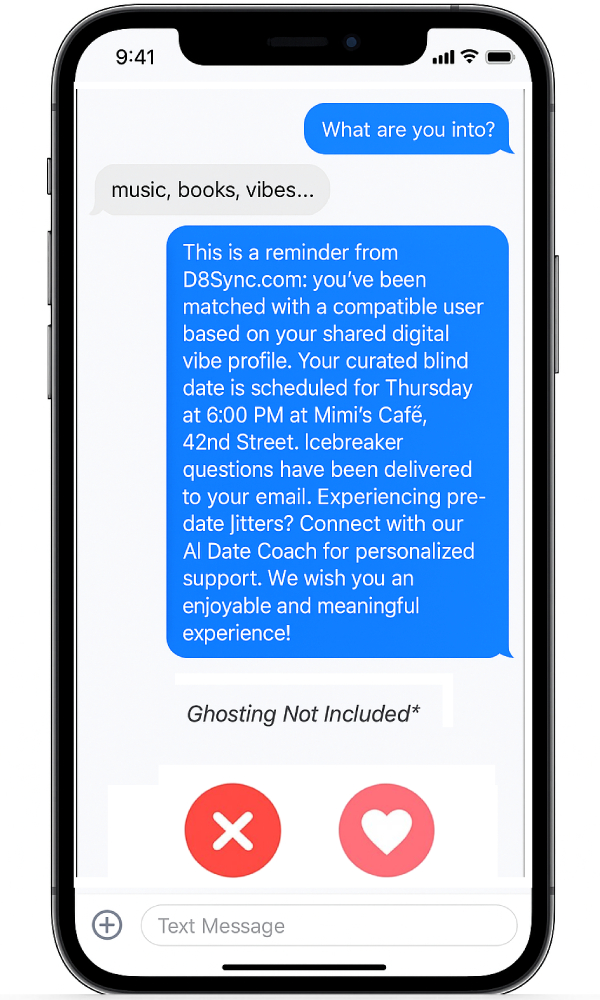 9:41
What are you into?
music, books, vibes...
This is a reminder from
D8Sync.com: you've been
matched with a compatible user
based on your shared digital
vibe profile. Your curated blind
date is scheduled for Thursday
at 6:00 PM at Mimi's Café,
42nd Street. Icebreaker
questions have been delivered
to your email. Experiencing pre-
date jitters? Connect with our
AI Date Coach for personalized
support. We wish you an
enjoyable and meaningful
experience!
Ghosting Not Included*
Text Message